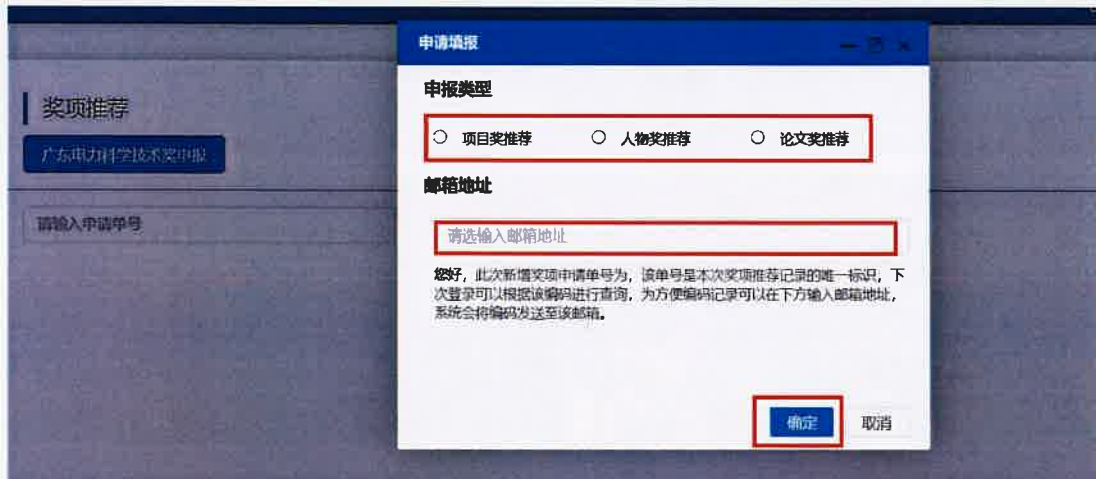 申请填报
奖项推荐
广东电力科学技术奖申报
请输入申请单号
申报类型
项目奖推荐
人物奖推荐
论文奖推荐
邮箱地址
请选输入邮箱地址
您好，此次新增奖项申请单号为，该单号是本次奖项推荐记录的唯一标识，下
次登录可以根据该编码进行查询，为方便编码记录可以在下方输入邮箱地址，
系统会将编码发送至该邮箱。
确定
取消